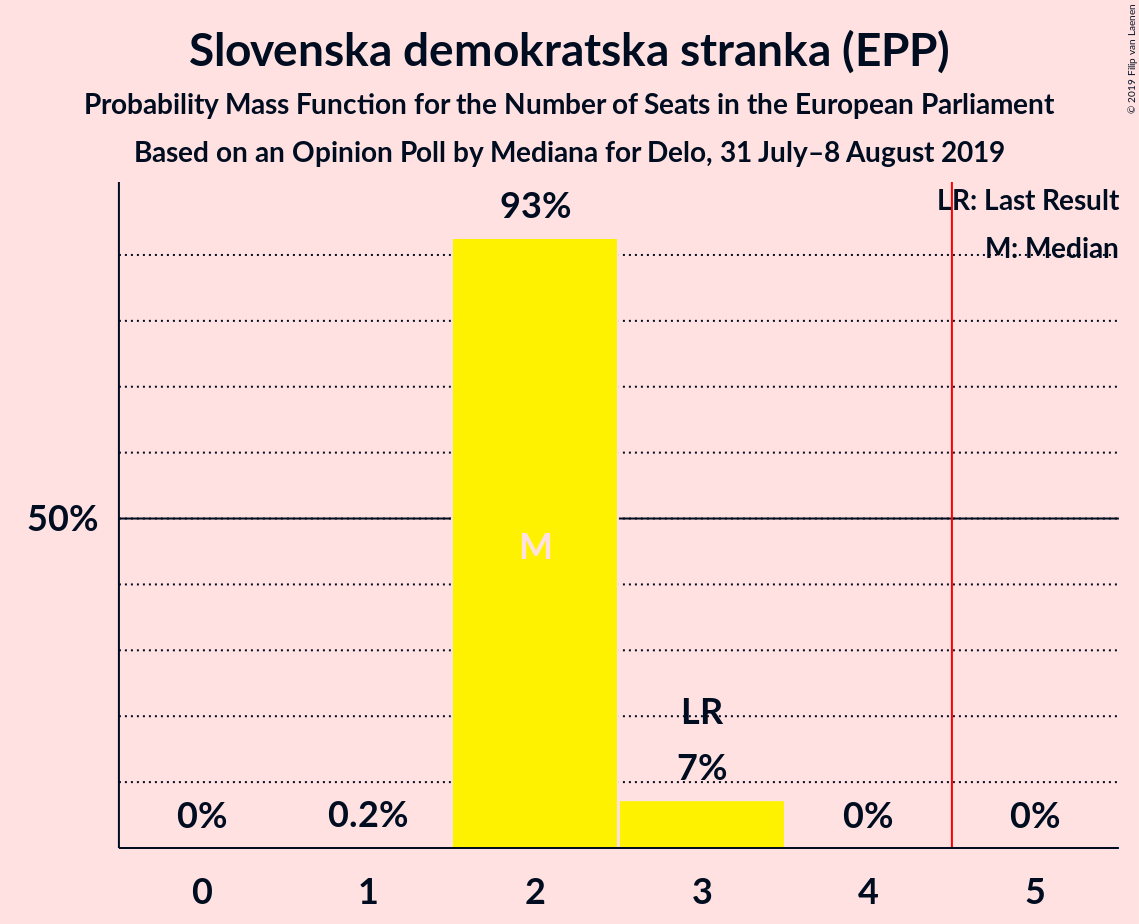 Slovenska demokratska stranka (EPP)
Probability Mass Function for the Number of Seats in the European Parliament
Based on an Opinion Poll by Mediana for Delo, 31 July–8 August 2019
© 2019 Filip van Laenen
LR: Last Result
M: Median
93%
50%
M
LR
7%
0%
0.2%
0%
0%
0
1
2
3
4
5